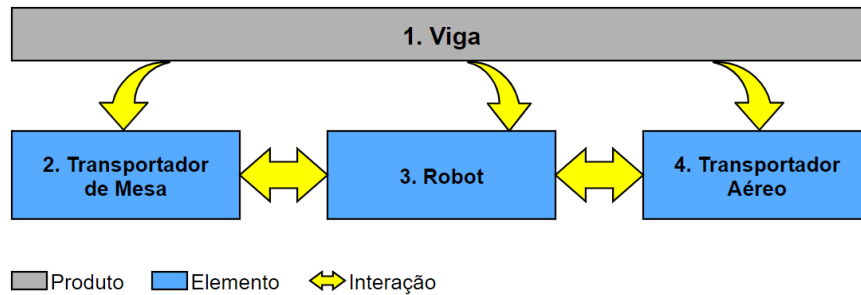 1. Viga
2. Transportador
de Mesa
3. Robot
4. Transportador
Aéreo
Produto
Elemento
Interação